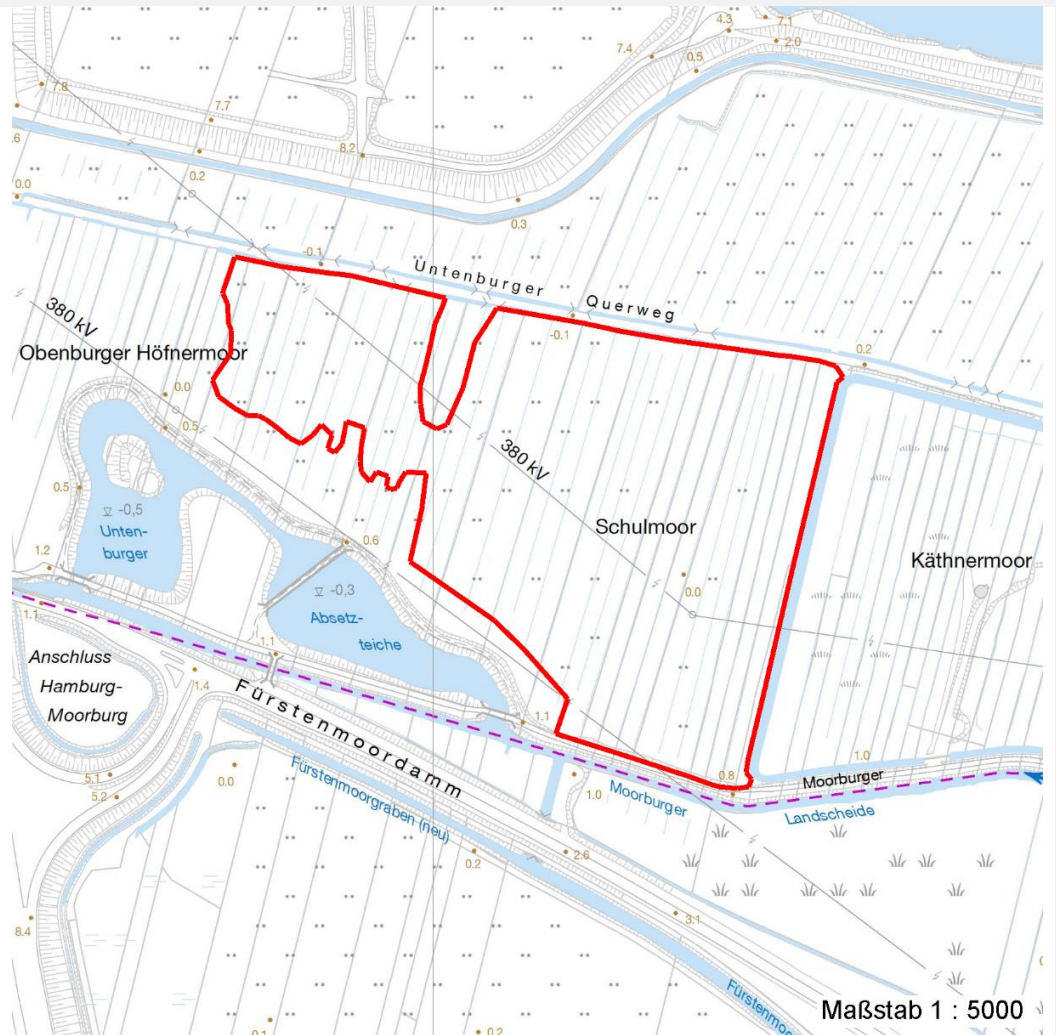 4.3
7.1
2.0
7.4
0.5
7.8
7.7
8.2
0.2
0.0
0.3
-0.1
Untenburger Querweg
-0.1
0.2
380 kV
Obenburger Höfnermoor
0.0
0.5
380 kV
0.5
-0,5
Unten-
burger
Schulmoor
Käthnermoor
0.6
1.2
-0,3
0.0
1.1
Absetz-
teiche
Anschluss
Hamburg-
Moorburg
1.1
1.4
Fürstenmoordamm
1.1
5.1
5.2
0.0
Fürstenmoorgraben (neu)
1.0
Moorburger
0.8
1.0
Moorburger
Landscheide
0.2
2.6
3.1
8.4
Maßstab 1 : 5000
0.1
0.2